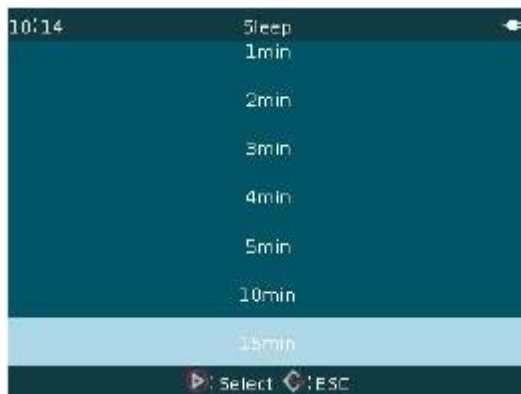 10:14 Sleep
1min
2min
3min
4min
5min
10min
15min
: Select : ESC